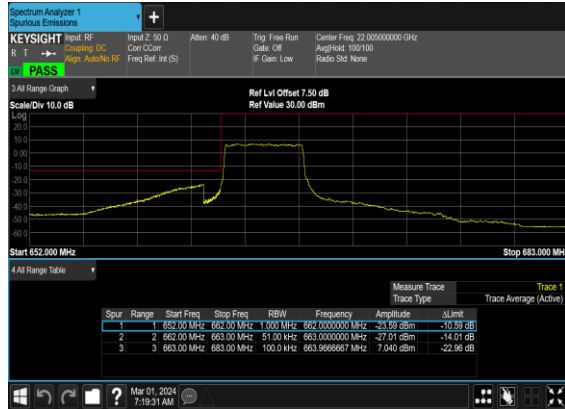 Spectrum Analyzer 1
Spurious Emissions
KEYSIGHT Input: RF Input Z: 50 Ω Atten: 40 dB Trig: Free Run Center Freq: 22.005000000 GHz
R T Coupling: DC Corr CCorr Gate: Off Avg|Hold: 100/100
Align: Auto/No RF Freq Ref: Int (S) IF Gain: Low Radio Std: None
LV PASS
3 All Range Graph
Ref Lvl Offset 7.50 dB
Scale/Div 10.0 dB Ref Value 30.00 dBm
Log
20.0
10.0
0.00
-10.0
-20.0
-30.0
-40.0
-50.0
-60.0
Start 652.000 MHz Stop 683.000 MH
4 All Range Table
Measure Trace Trace 1
Trace Type Trace Average (Active)
Spur Range Start Freq Stop Freq RBW Frequency Amplitude ΔLimit
1 1 652.00 MHz 662.00 MHz 1.000 MHz 662.0000000 MHz -23.59 dBm -10.59 dB
2 2 662.00 MHz 663.00 MHz 51.00 kHz 663.0000000 MHz -27.01 dBm -14.01 dB
3 3 663.00 MHz 683.00 MHz 100.0 kHz 663.9666667 MHz 7.040 dBm -22.96 dB
Mar 01, 2024
7:19:31 AM